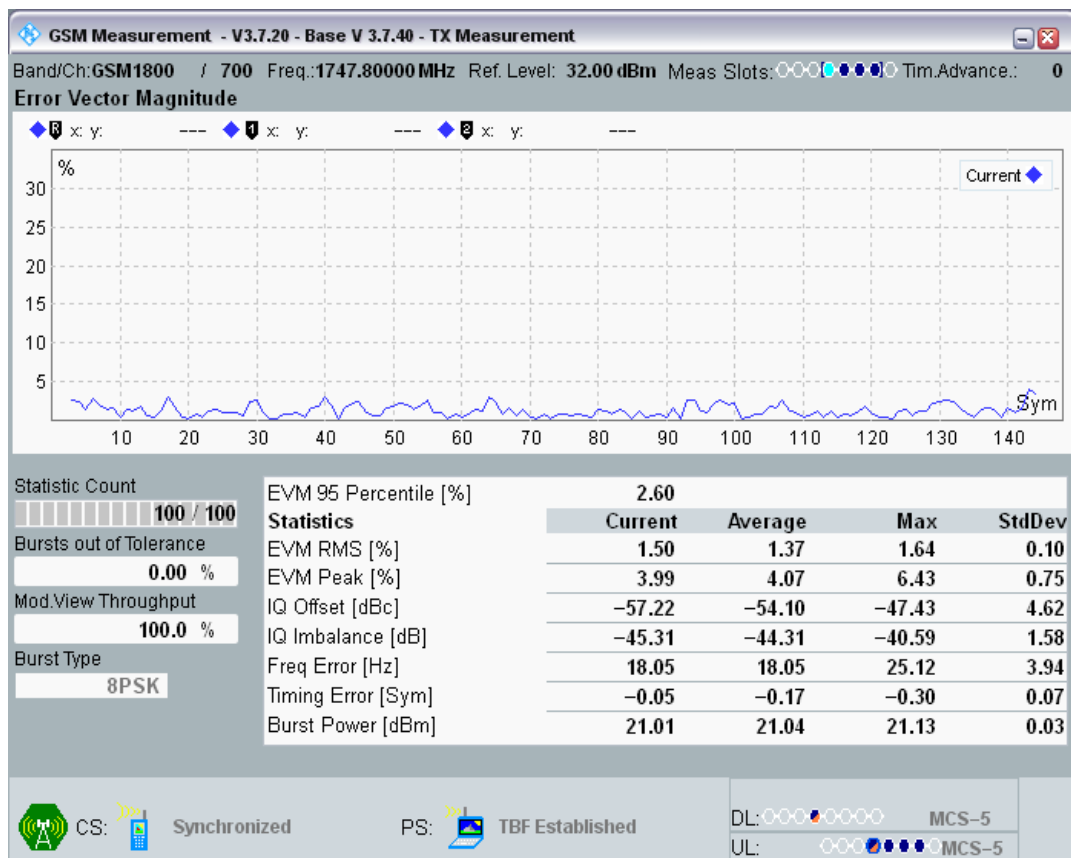 GSM Measurement - V3.7.20 - Base V 3.7.40 - TX Measurement
Band/Ch:GSM1800 / 700 Freq.:1747.80000 MHz Ref. Level: 32.00 dBm Meas Slots: Tim.Advance.: 0
Error Vector Magnitude
R x: y: --- 1 x: y: --- 2 x: y: ---
%
Current
30
25
20
15
10
5
Sym
10 20 30 40 50 60 70 80 90 100 110 120 130 140
Statistic Count
100 / 100
Bursts out of Tolerance
0.00 %
Mod.View Throughput
100.0 %
Burst Type
8PSK
EVM 95 Percentile [%] 2.60
Statistics Current Average Max StdDev
EVM RMS [%] 1.50 1.37 1.64 0.10
EVM Peak [%] 3.99 4.07 6.43 0.75
IQ Offset [dBc] −57.22 −54.10 −47.43 4.62
IQ Imbalance [dB] −45.31 −44.31 −40.59 1.58
Freq Error [Hz] 18.05 18.05 25.12 3.94
Timing Error [Sym] −0.05 −0.17 −0.30 0.07
Burst Power [dBm] 21.01 21.04 21.13 0.03
CS: Synchronized PS: TBF Established
DL: MCS−5
UL: MCS−5